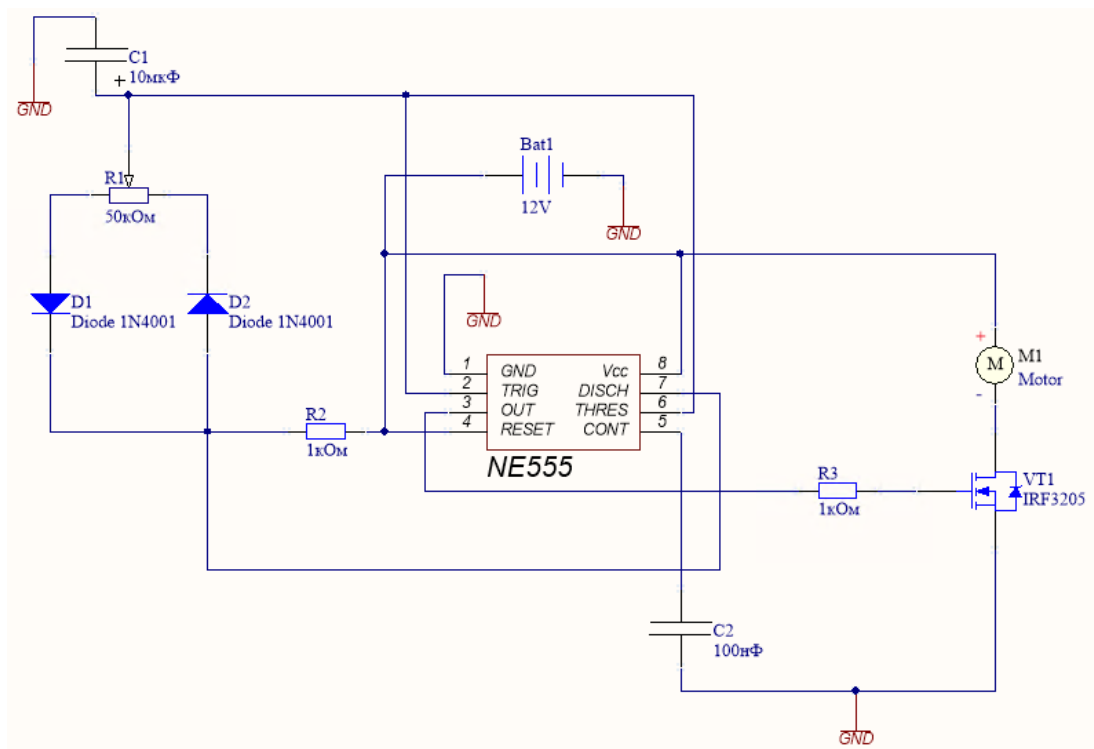 C1
+ 10мкФ
GND
Bat1
12V
GND
R1
50кОм
D1
Diode 1N4001
D2
Diode 1N4001
GND
+
M
M1
Motor
-
1 GND Vcc 8
2 TRIG DISCH 7
3 OUT THRES 6
4 RESET CONT 5
NE555
R2
1кОм
R3
1кОм
VT1
IRF3205
C2
100нФ
GND